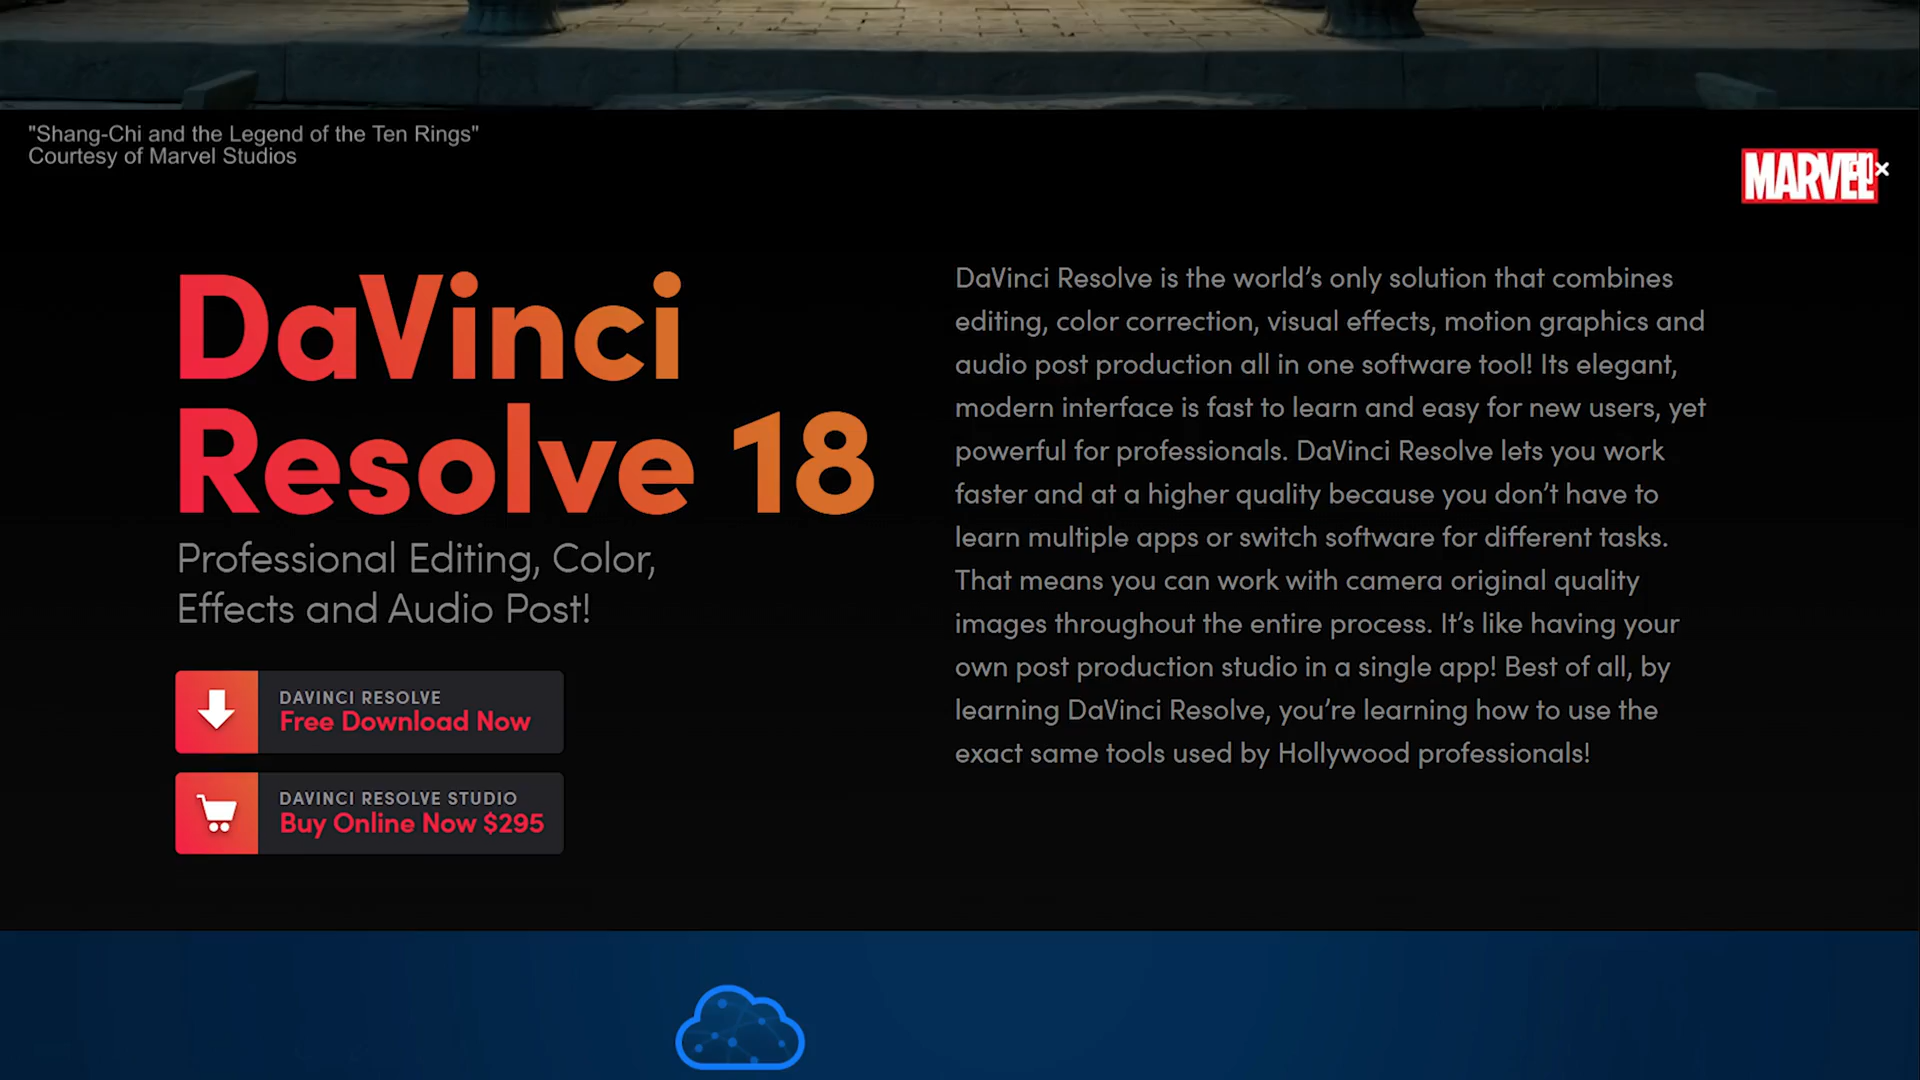 "Shang-Chi and the Legend of the Ten Rings"
Courtesy of Marvel Studios
MARVEL
DaVinci
Resolve 18
Professional Editing, Color,
Effects and Audio Post!
DAVINCI RESOLVE
Free Download Now
DAVINCI RESOLVE STUDIO
Buy Online Now $295
DaVinci Resolve is the world’s only solution that combines
editing, color correction, visual effects, motion graphics and
audio post production all in one software tool! Its elegant,
modern interface is fast to learn and easy for new users, yet
powerful for professionals. DaVinci Resolve lets you work
faster and at a higher quality because you don’t have to
learn multiple apps or switch software for different tasks.
That means you can work with camera original quality
images throughout the entire process. It’s like having your
own post production studio in a single app! Best of all, by
learning DaVinci Resolve, you’re learning how to use the
exact same tools used by Hollywood professionals!